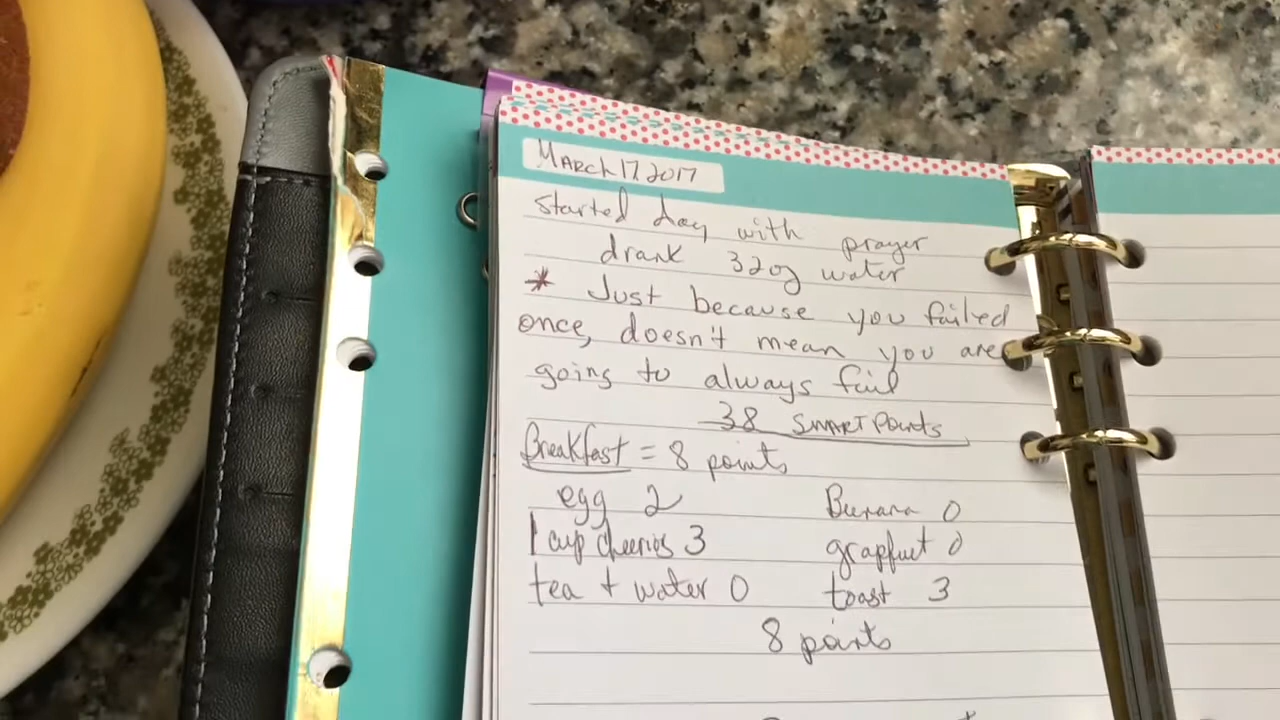 March 17 2017
started day with prayer
drank 32oz water
* Just because you failed
once, doesn't mean you are
going to always fail
38 SMART POINTS
Breakfast = 8 points
egg 2 Banana 0
1 cup cheerios 3 grapfuit 0
tea + water 0 toast 3
8 points